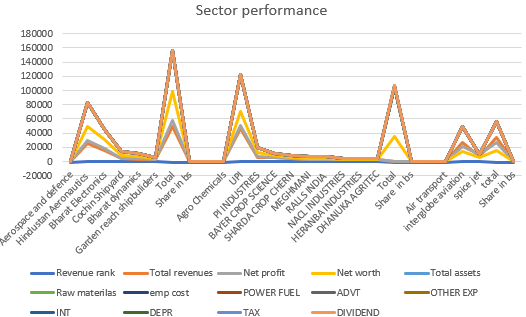 Sector performance
180000
160000
140000
120000
100000
80000
60000
40000
20000
0
-20000
Aerospace and defence
Hindustan Aeronautics
Bharat Electronics
Cochin Shipyard
Bharat dynamics
Garden reach shipbuilders
Total
Share in bs
Agro Chemicals
UPI
PI INDUSTRIES
BAYER CROP SCIENCE
SHARDA CROP CHERN
MEGHMANI
RALLS INDIA
NACL INDUSTRIES
HERANBA INDUSTRIES
DHANUKA AGRITEC
Total
Share in bs
Air transport
interglobe aviation
spice jet
total
Share in bs
Revenue rank Total revenues Net profit Net worth Total assets
Raw materilas emp cost POWER FUEL ADVT OTHER EXP
INT DEPR TAX DIVIDEND